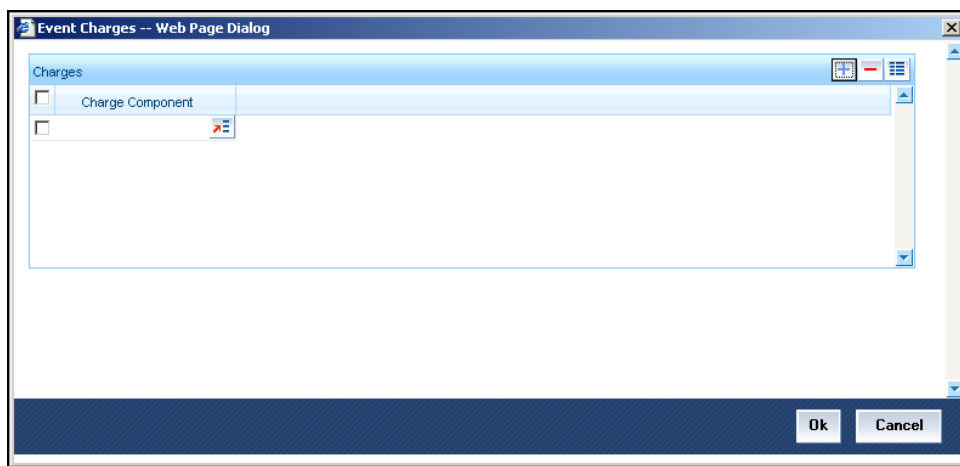 Event Charges -- Web Page Dialog
Charges
Charge Component
Ok
Cancel